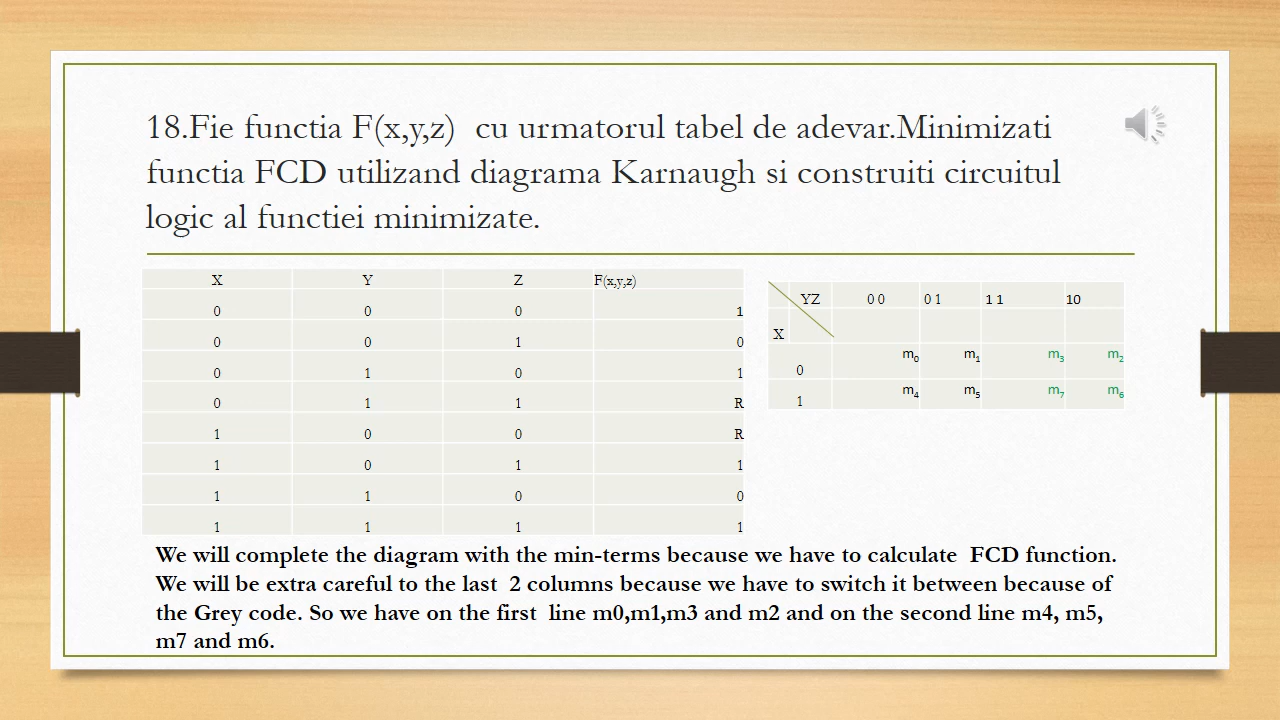 18.Fie functia F(x,y,z) cu urmatorul tabel de adevar.Minimizati
functia FCD utilizand diagrama Karnaugh si construiti circuitul
logic al functiei minimizate.
X Y Z F(x,y,z)
0 0 0 1
0 0 1 0
0 1 0 1
0 1 1 R
1 0 0 R
1 0 1 1
1 1 0 0
1 1 1 1
YZ 0 0 0 1 1 1 10
X
0 m0 m1 m3 m2
1 m4 m5 m7 m6
We will complete the diagram with the min-terms because we have to calculate FCD function.
We will be extra careful to the last 2 columns because we have to switch it between because of
the Grey code. So we have on the first line m0,m1,m3 and m2 and on the second line m4, m5,
m7 and m6.